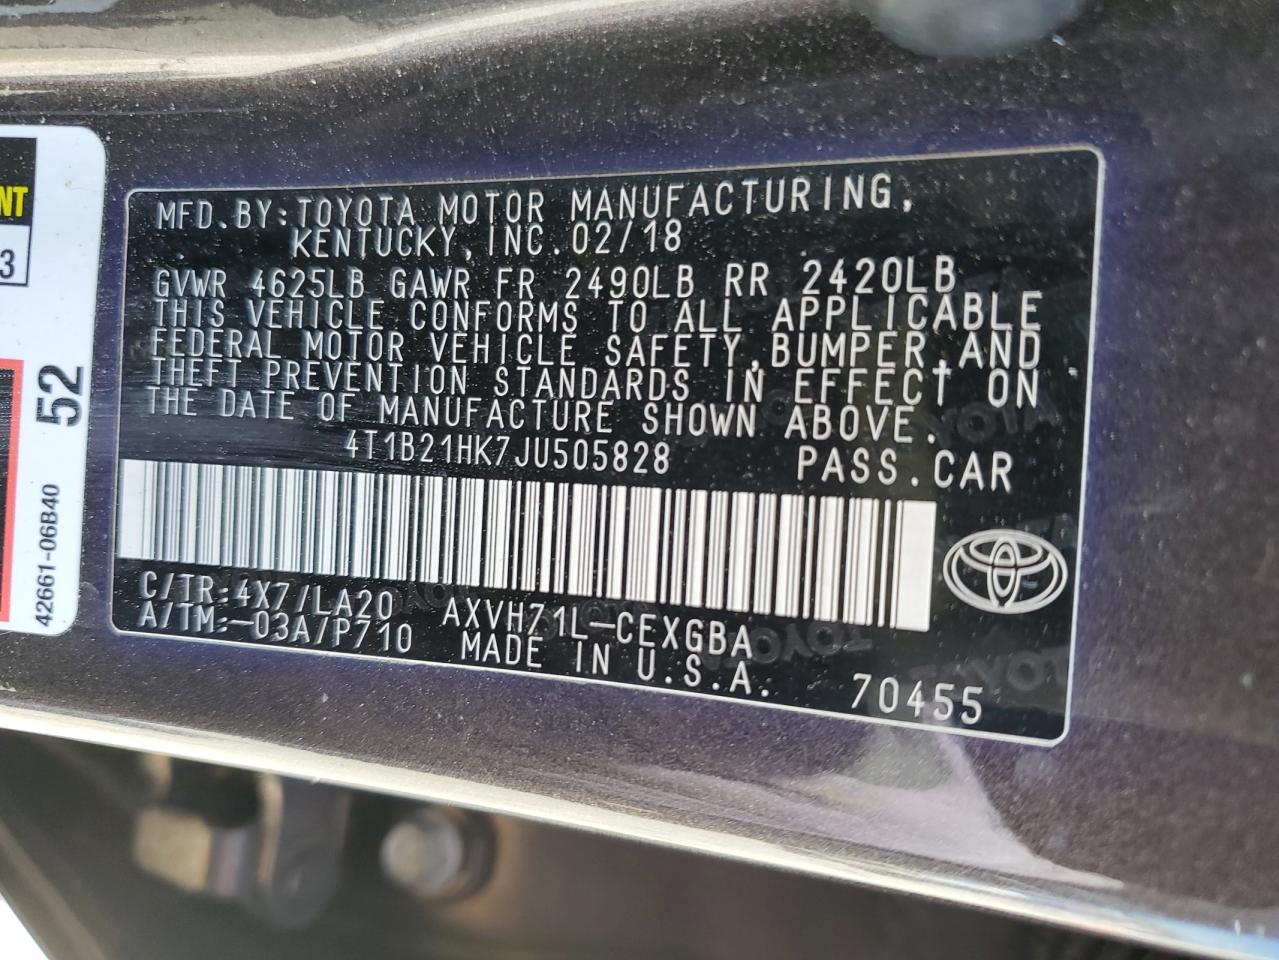 MFD.BY:TOYOTA MOTOR MANUFACTURING,
KENTUCKY,INC.02/18
GVWR 4625LB GAWR FR 2490LB RR 2420LB
THIS VEHICLE CONFORMS TO ALL APPLICABLE
FEDERAL MOTOR VEHICLE SAFETY,BUMPER,AND
THEFT PREVENTION STANDARDS IN EFFECT ON
THE DATE OF MANUFACTURE SHOWN ABOVE.
4T1B21HK7JU505828 PASS.CAR
C/TR:4X7/LA20 AXVH71L-CEXGBA
A/TM:-03A/P710 MADE IN U.S.A.
70455
NT
3
52
42661-06B40